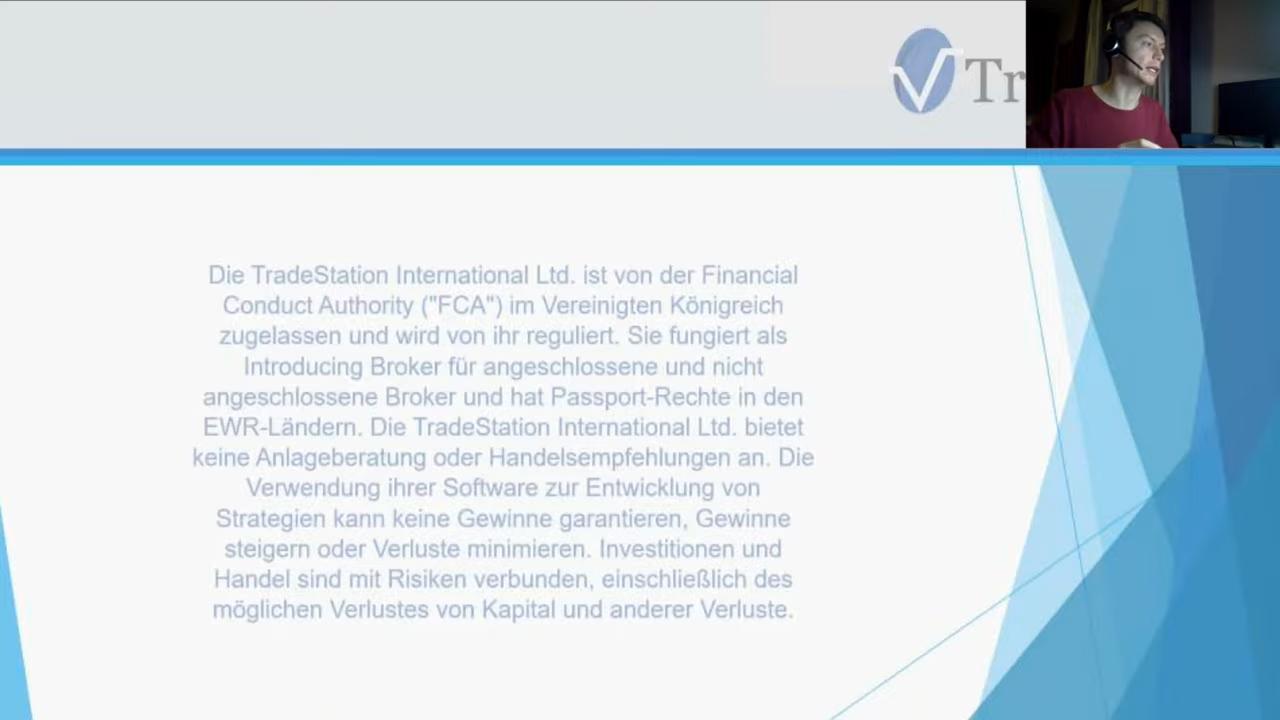 Tr
Die TradeStation International Ltd. ist von der Financial
Conduct Authority ("FCA") im Vereinigten Königreich
zugelassen und wird von ihr reguliert. Sie fungiert als
Introducing Broker für angeschlossene und nicht
angeschlossene Broker und hat Passport-Rechte in den
EWR-Ländern. Die TradeStation International Ltd. bietet
keine Anlageberatung oder Handelsempfehlungen an. Die
Verwendung ihrer Software zur Entwicklung von
Strategien kann keine Gewinne garantieren, Gewinne
steigern oder Verluste minimieren. Investitionen und
Handel sind mit Risiken verbunden, einschließlich des
möglichen Verlustes von Kapital und anderer Verluste.